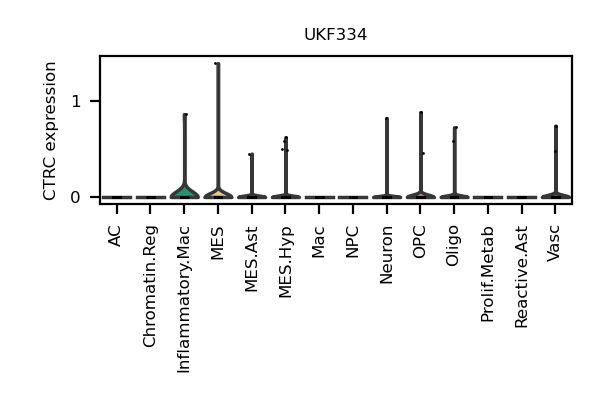 UKF334
CTRC expression
1
0
AC
Chromatin.Reg
Inflammatory.Mac
MES
MES.Ast
MES.Hyp
Mac
NPC
Neuron
OPC
Oligo
Prolif.Metab
Reactive.Ast
Vasc